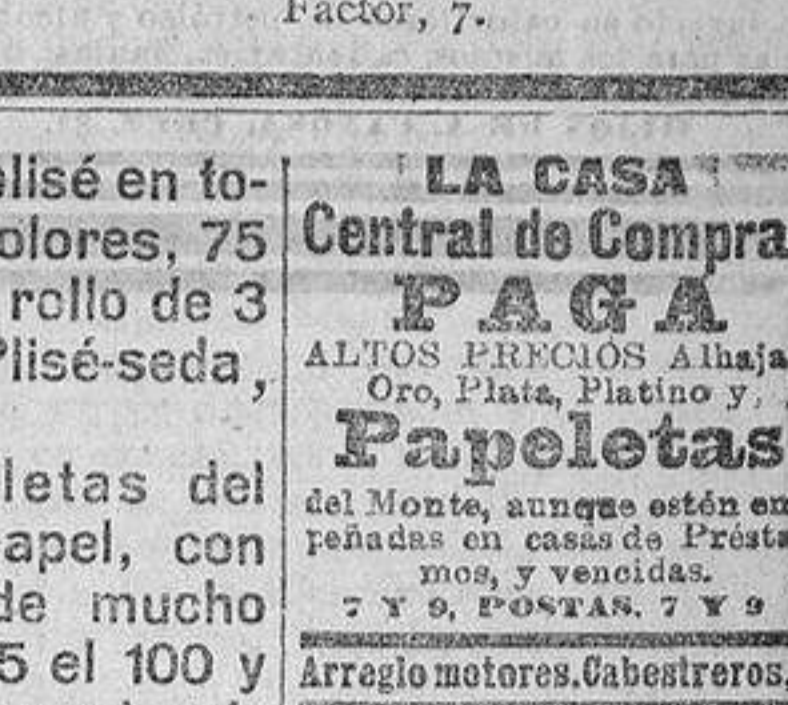 Factor, 7.
elisé en to-
olores, 75
rollo de 3
Plisé-seda,
letas del
apel, con
de mucho
5 el 100 y
LA CASA
Central de Compra
PAGA
ALTOS PRECIOS Alhaja
Oro, Plata, Platino y,
Papeletas
del Monte, aunque estén em
peñadas en casas de Présta
mos, y vencidas.
7 Y 9, POSTAS, 7 Y 9
Arreglo motores.Cabestreros,